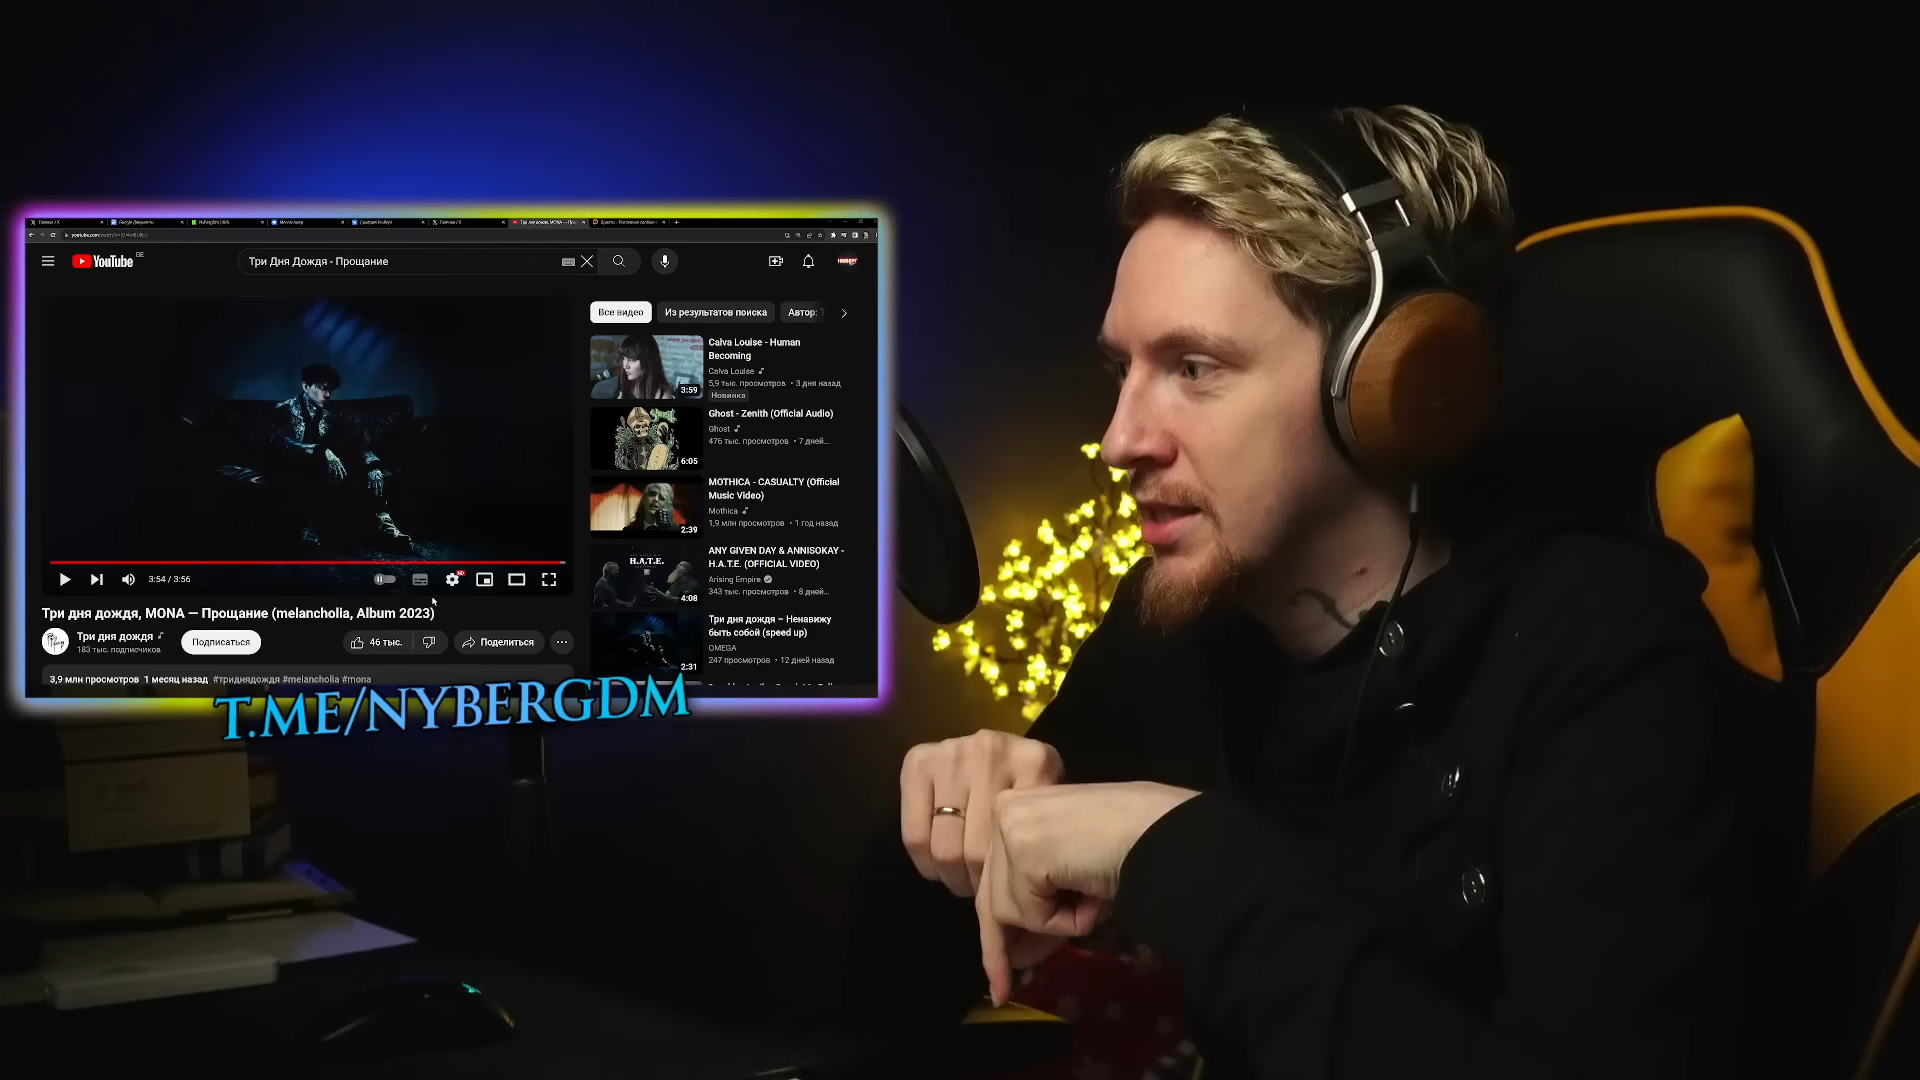 YouTube GE
Три Дня Дождя - Прощание
Все видео
Из результатов поиска
Автор:
Calva Louise - Human
Becoming
Calva Louise
5,9 тыс. просмотров • 3 дня назад
Новинка
3:59
Ghost - Zenith (Official Audio)
Ghost
476 тыс. просмотров • 7 дней...
6:05
MOTHICA - CASUALTY (Official
Music Video)
Mothica
1,9 млн просмотров • 1 год назад
2:39
H.A.T.E.
ANY GIVEN DAY & ANNISOKAY -
H.A.T.E. (OFFICIAL VIDEO)
Arising Empire
343 тыс. просмотров • 8 дней...
4:08
Три дня дождя – Ненавижу
быть собой (speed up)
OMEGA
247 просмотров • 12 дней назад
2:31
3:54 / 3:56
HD
Три дня дождя, MONA — Прощание (melancholia, Album 2023)
Три дня дождя
183 тыс. подписчиков
Подписаться
46 тыс.
Поделиться
3,9 млн просмотров 1 месяц назад #тридняДождя #melancholia #mona
T.ME/NYBERGDM